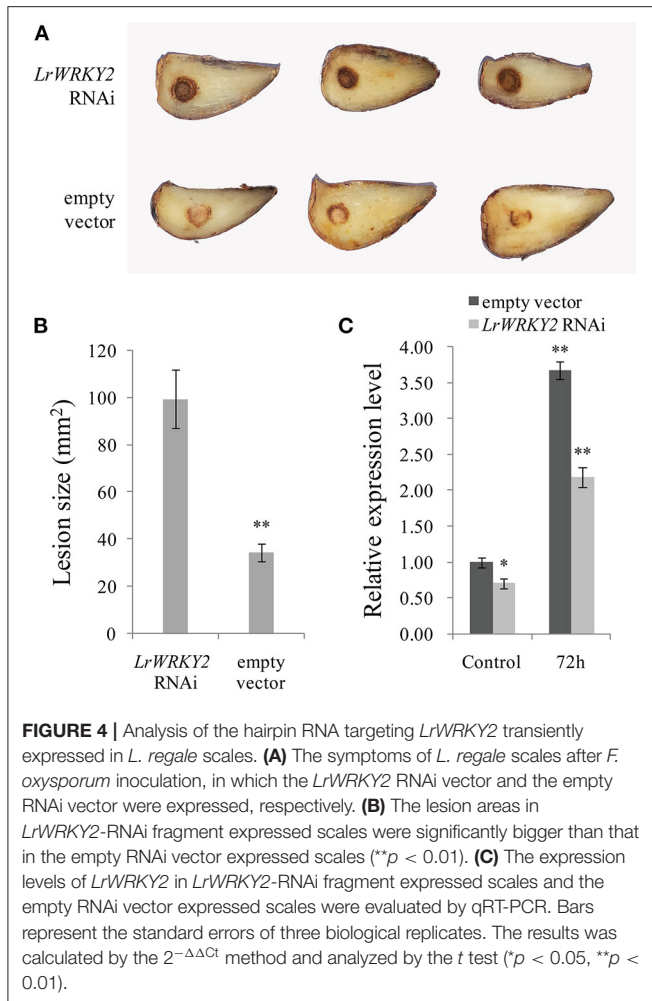 A
LrWRKY2
RNAi
empty
vector
B
Lesion size (mm²)
120
100
80
60
40
20
0
**
LrWRKY2
RNAi
empty
vector
C
empty vector
LrWRKY2 RNAi
Relative expression level
4.00
3.50
3.00
2.50
2.00
1.50
1.00
0.50
0.00
*
**
**
Control
72h
FIGURE 4 | Analysis of the hairpin RNA targeting LrWRKY2 transiently
expressed in L. regale scales. (A) The symptoms of L. regale scales after F.
oxysporum inoculation, in which the LrWRKY2 RNAi vector and the empty
RNAi vector were expressed, respectively. (B) The lesion areas in
LrWRKY2-RNAi fragment expressed scales were significantly bigger than that
in the empty RNAi vector expressed scales (**p < 0.01). (C) The expression
levels of LrWRKY2 in LrWRKY2-RNAi fragment expressed scales and the
empty RNAi vector expressed scales were evaluated by qRT-PCR. Bars
represent the standard errors of three biological replicates. The results was
calculated by the 2⁻ΔΔCt method and analyzed by the t test (*p < 0.05, **p <
0.01).